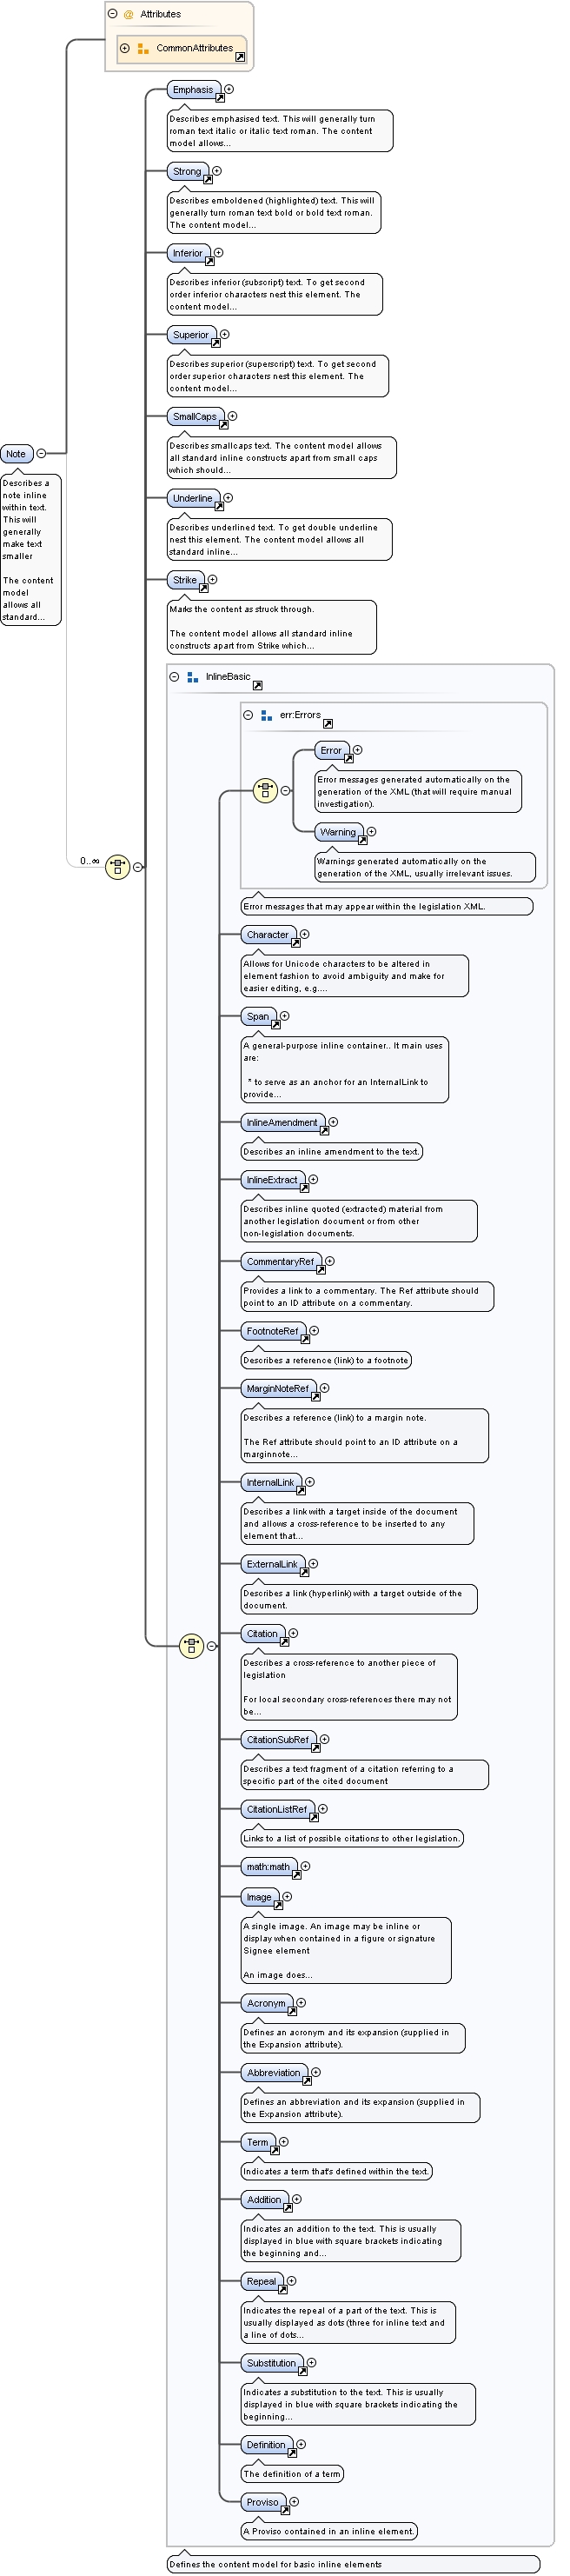 @ Attributes
CommonAttributes
Emphasis
Describes emphasised text. This will generally turn
roman text italic or italic text roman. The content
model allows...
Strong
Describes emboldened (highlighted) text. This will
generally turn roman text bold or bold text roman.
The content model...
Inferior
Describes inferior (subscript) text. To get second
order inferior characters nest this element. The
content model...
Superior
Describes superior (superscript) text. To get second
order superior characters nest this element. The
content model...
SmallCaps
Describes smallcaps text. The content model allows
all standard inline constructs apart from small caps
which should...
Note
Describes a
note inline
within text.
This will
generally
make text
smaller
The content
model
allows all
standard...
Underline
Describes underlined text. To get double underline
nest this element. The content model allows all
standard inline...
Strike
Marks the content as struck through.
The content model allows all standard inline
constructs apart from Strike which...
InlineBasic
err:Errors
Error
Error messages generated automatically on the
generation of the XML (that will require manual
investigation).
Warning
Warnings generated automatically on the
generation of the XML, usually irrelevant issues.
0..∞
Error messages that may appear within the legislation XML.
Character
Allows for Unicode characters to be altered in
element fashion to avoid ambiguity and make for
easier editing, e.g....
Span
A general-purpose inline container.. It main uses
are:
* to serve as an anchor for an InternalLink to
provide...
InlineAmendment
Describes an inline amendment to the text.
InlineExtract
Describes inline quoted (extracted) material from
another legislation document or from other
non-legislation documents.
CommentaryRef
Provides a link to a commentary. The Ref attribute should
point to an ID attribute on a commentary.
FootnoteRef
Describes a reference (link) to a footnote
MarginNoteRef
Describes a reference (link) to a margin note.
The Ref attribute should point to an ID attribute on a
marginnote...
InternalLink
Describes a link with a target inside of the document
and allows a cross-reference to be inserted to any
element that...
ExternalLink
Describes a link (hyperlink) with a target outside of the
document.
Citation
Describes a cross-reference to another piece of
legislation
For local secondary cross-references there may not
be...
CitationSubRef
Describes a text fragment of a citation referring to a
specific part of the cited document
CitationListRef
Links to a list of possible citations to other legislation.
math:math
Image
A single image. An image may be inline or
display when contained in a figure or signature
Signee element
An image does...
Acronym
Defines an acronym and its expansion (supplied in
the Expansion attribute).
Abbreviation
Defines an abbreviation and its expansion (supplied in
the Expansion attribute).
Term
Indicates a term that's defined within the text.
Addition
Indicates an addition to the text. This is usually
displayed in blue with square brackets indicating
the beginning and...
Repeal
Indicates the repeal of a part of the text. This is
usually displayed as dots (three for inline text and
a line of dots...
Substitution
Indicates a substitution to the text. This is usually
displayed in blue with square brackets indicating the
beginning...
Definition
The definition of a term
Proviso
A Proviso contained in an inline element.
Defines the content model for basic inline elements